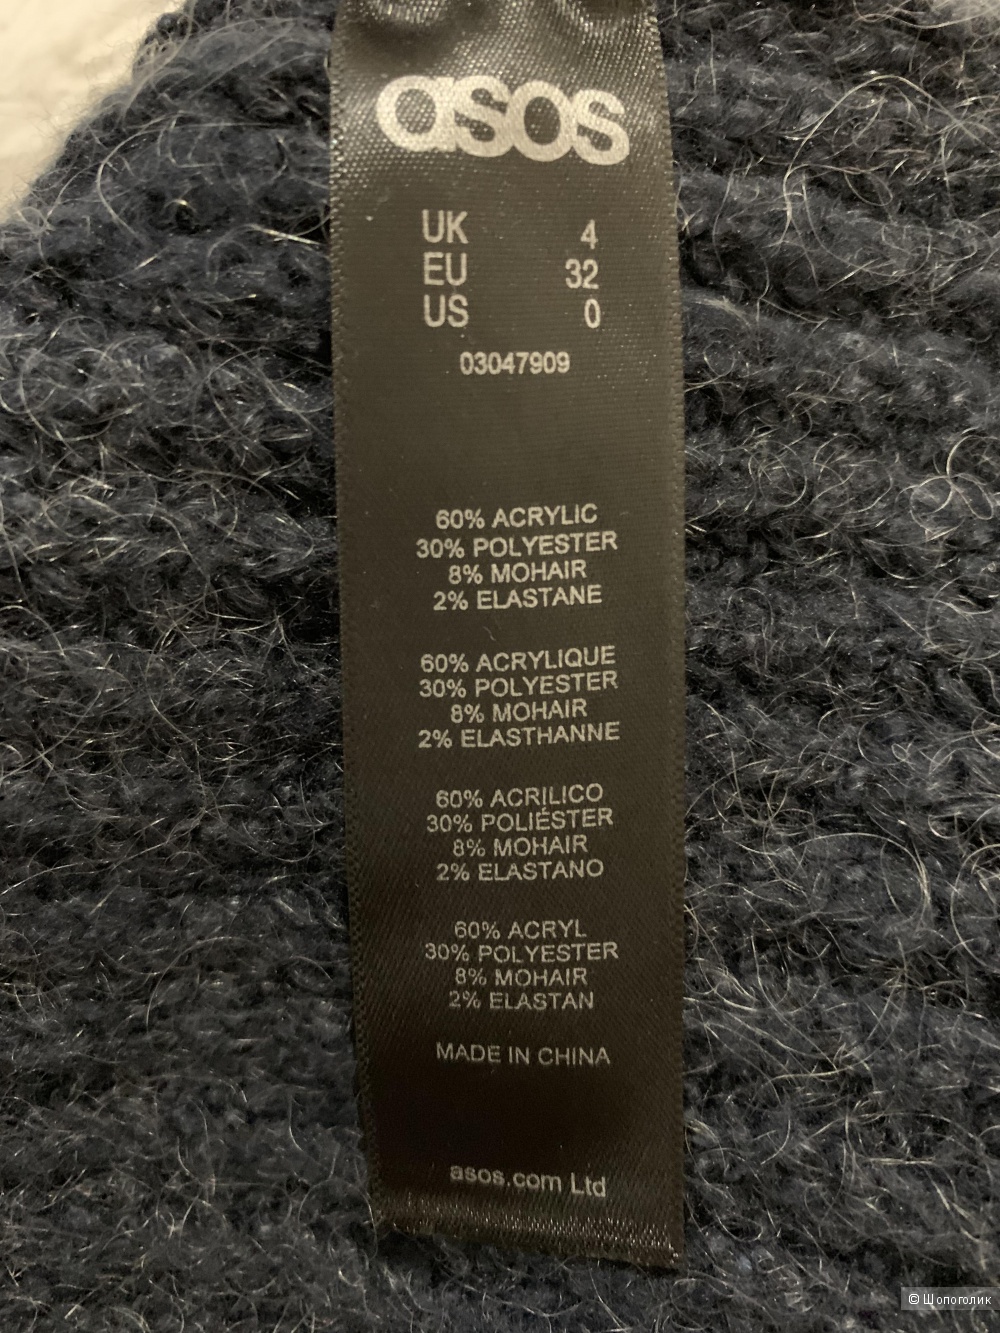 asos
UK 4
EU 32
US 0
03047909
60% ACRYLIC
30% POLYESTER
8% MOHAIR
2% ELASTANE
60% ACRYLIQUE
30% POLYESTER
8% MOHAIR
2% ELASTHANNE
60% ACRILICO
30% POLIÉSTER
8% MOHAIR
2% ELASTANO
60% ACRYL
30% POLYESTER
8% MOHAIR
2% ELASTAN
MADE IN CHINA
asos.com Ltd
© Шопоголик